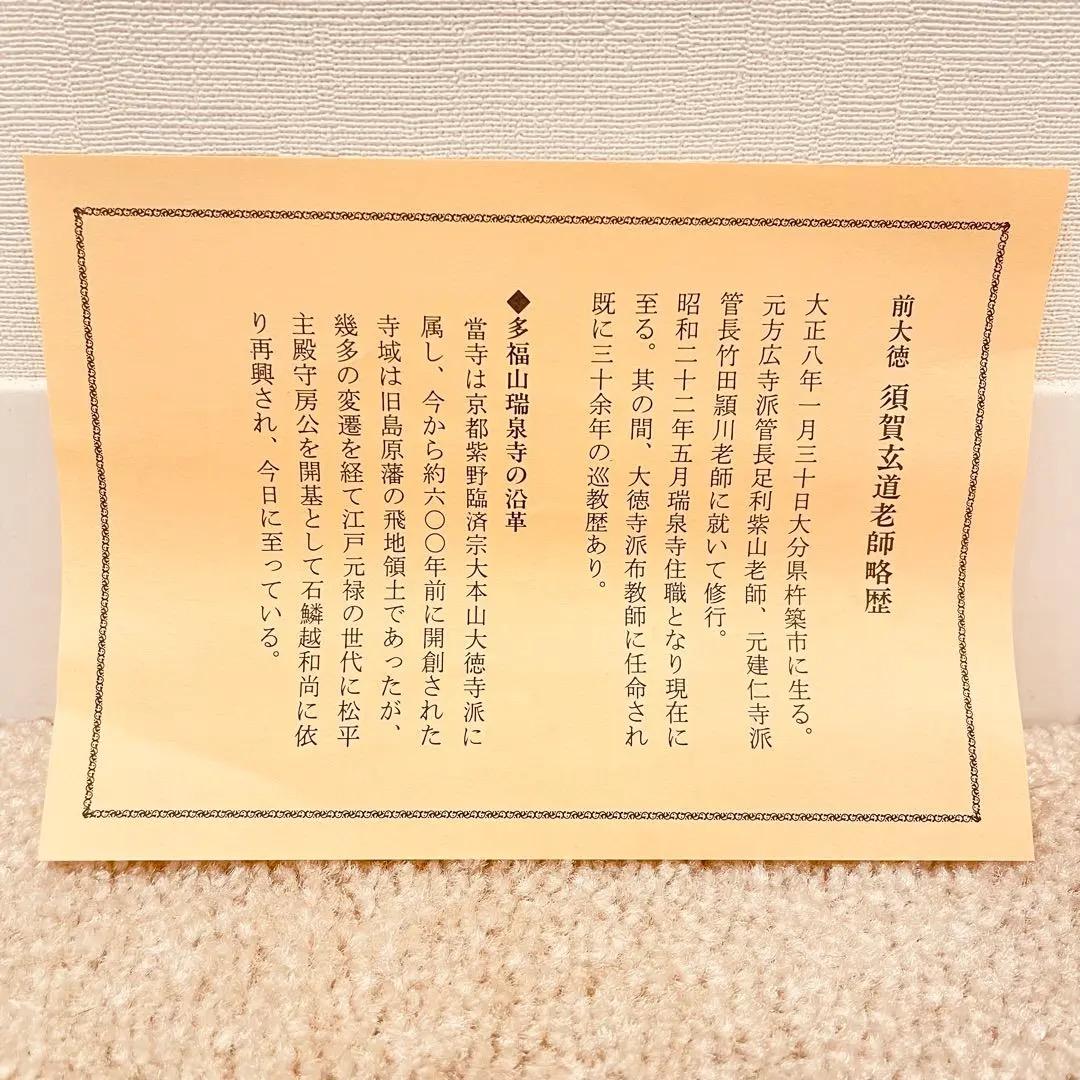 前大徳 須賀玄道老師略歴
大正八年一月三十日大分県杵築市に生る。
元方広寺派管長足利紫山老師、元建仁寺派
管長竹田頴川老師に就いて修行。
昭和二十二年五月瑞泉寺住職となり現在に
至る。其の間、大徳寺派布教師に任命され
既に三十余年の巡教歴あり。
◆多福山瑞泉寺の沿革
當寺は京都紫野臨済宗大本山大徳寺派に
属し、今から約六〇〇年前に開創された
寺域は旧島原藩の飛地領土であったが、
幾多の変遷を経て江戸元禄の世代に松平
主殿守房公を開基として石鱗越和尚に依
り再興され、今日に至っている。